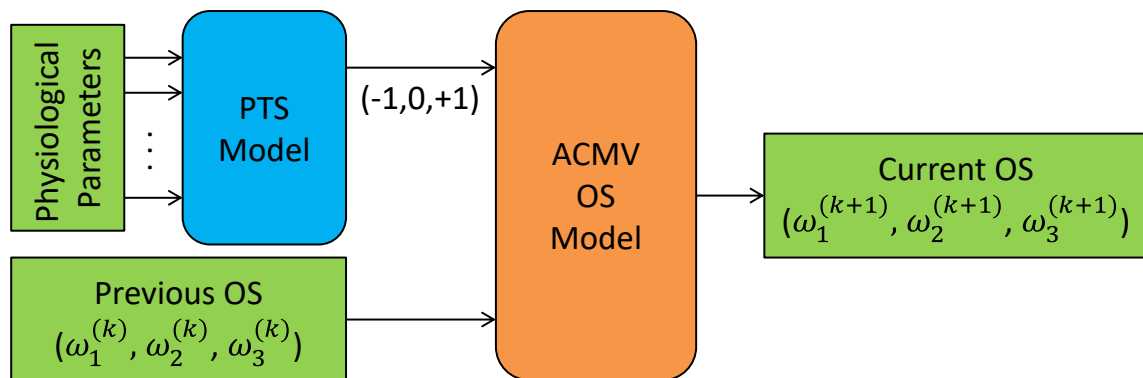 Physiological
Parameters
PTS
Model
(-1,0,+1)
Previous OS
(ω₁⁽ᵏ⁾, ω₂⁽ᵏ⁾, ω₃⁽ᵏ⁾)
ACMV
OS
Model
Current OS
(ω₁⁽ᵏ⁺¹⁾, ω₂⁽ᵏ⁺¹⁾, ω₃⁽ᵏ⁺¹⁾)